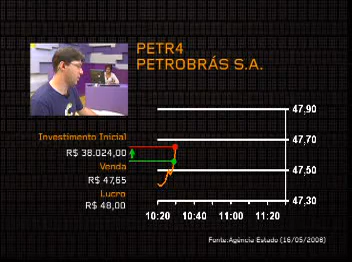 PETR4
PETROBRÁS S.A.
Investimento Inicial
R$ 38.024,00
Venda
R$ 47,65
Lucro
R$ 48,00
47,90
47,70
47,50
47,30
10:20 10:40 11:00 11:20
Fonte:Agência Estado (16/05/2008)